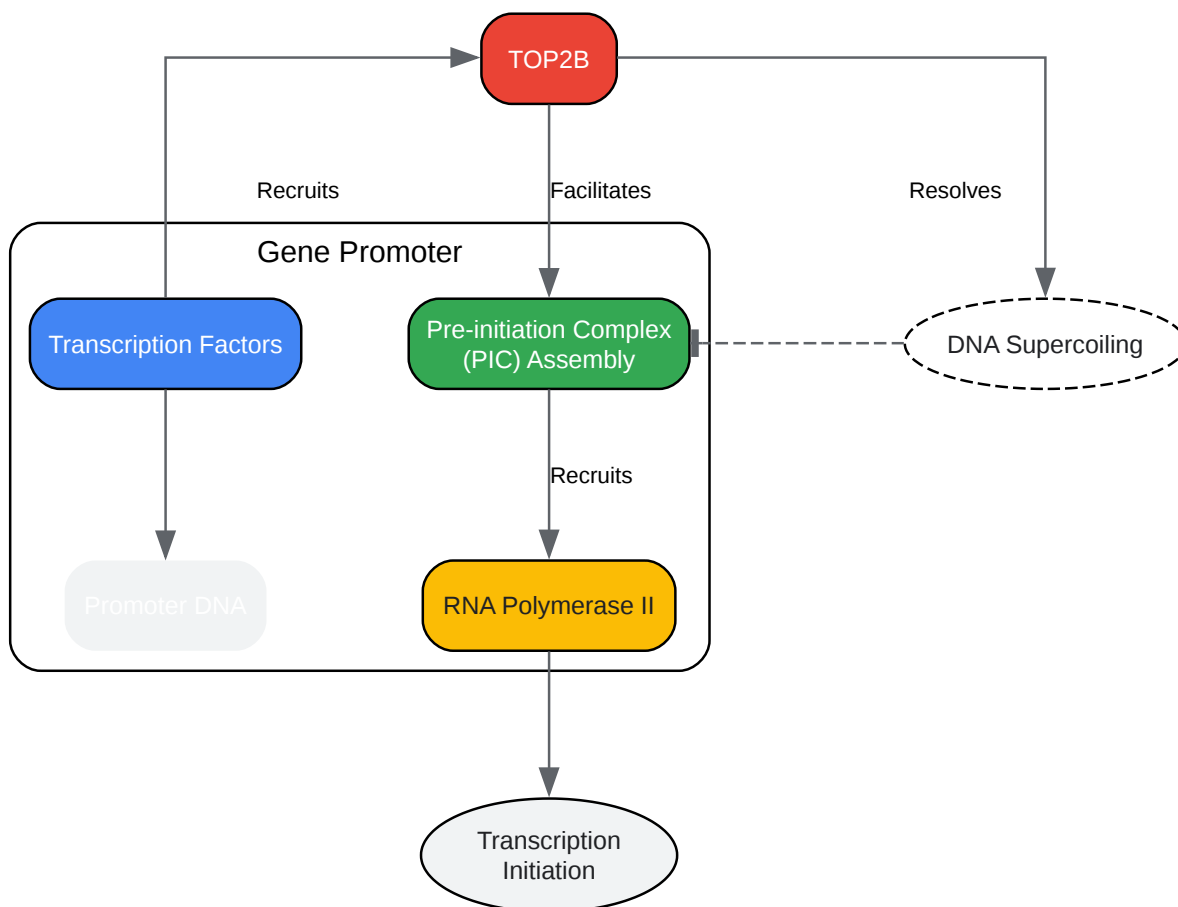 TOP2B
Recruits
Facilitates
Resolves
Gene Promoter
Transcription Factors
Pre-initiation Complex
(PIC) Assembly
DNA Supercoiling
Recruits
Promoter DNA
RNA Polymerase II
Transcription
Initiation